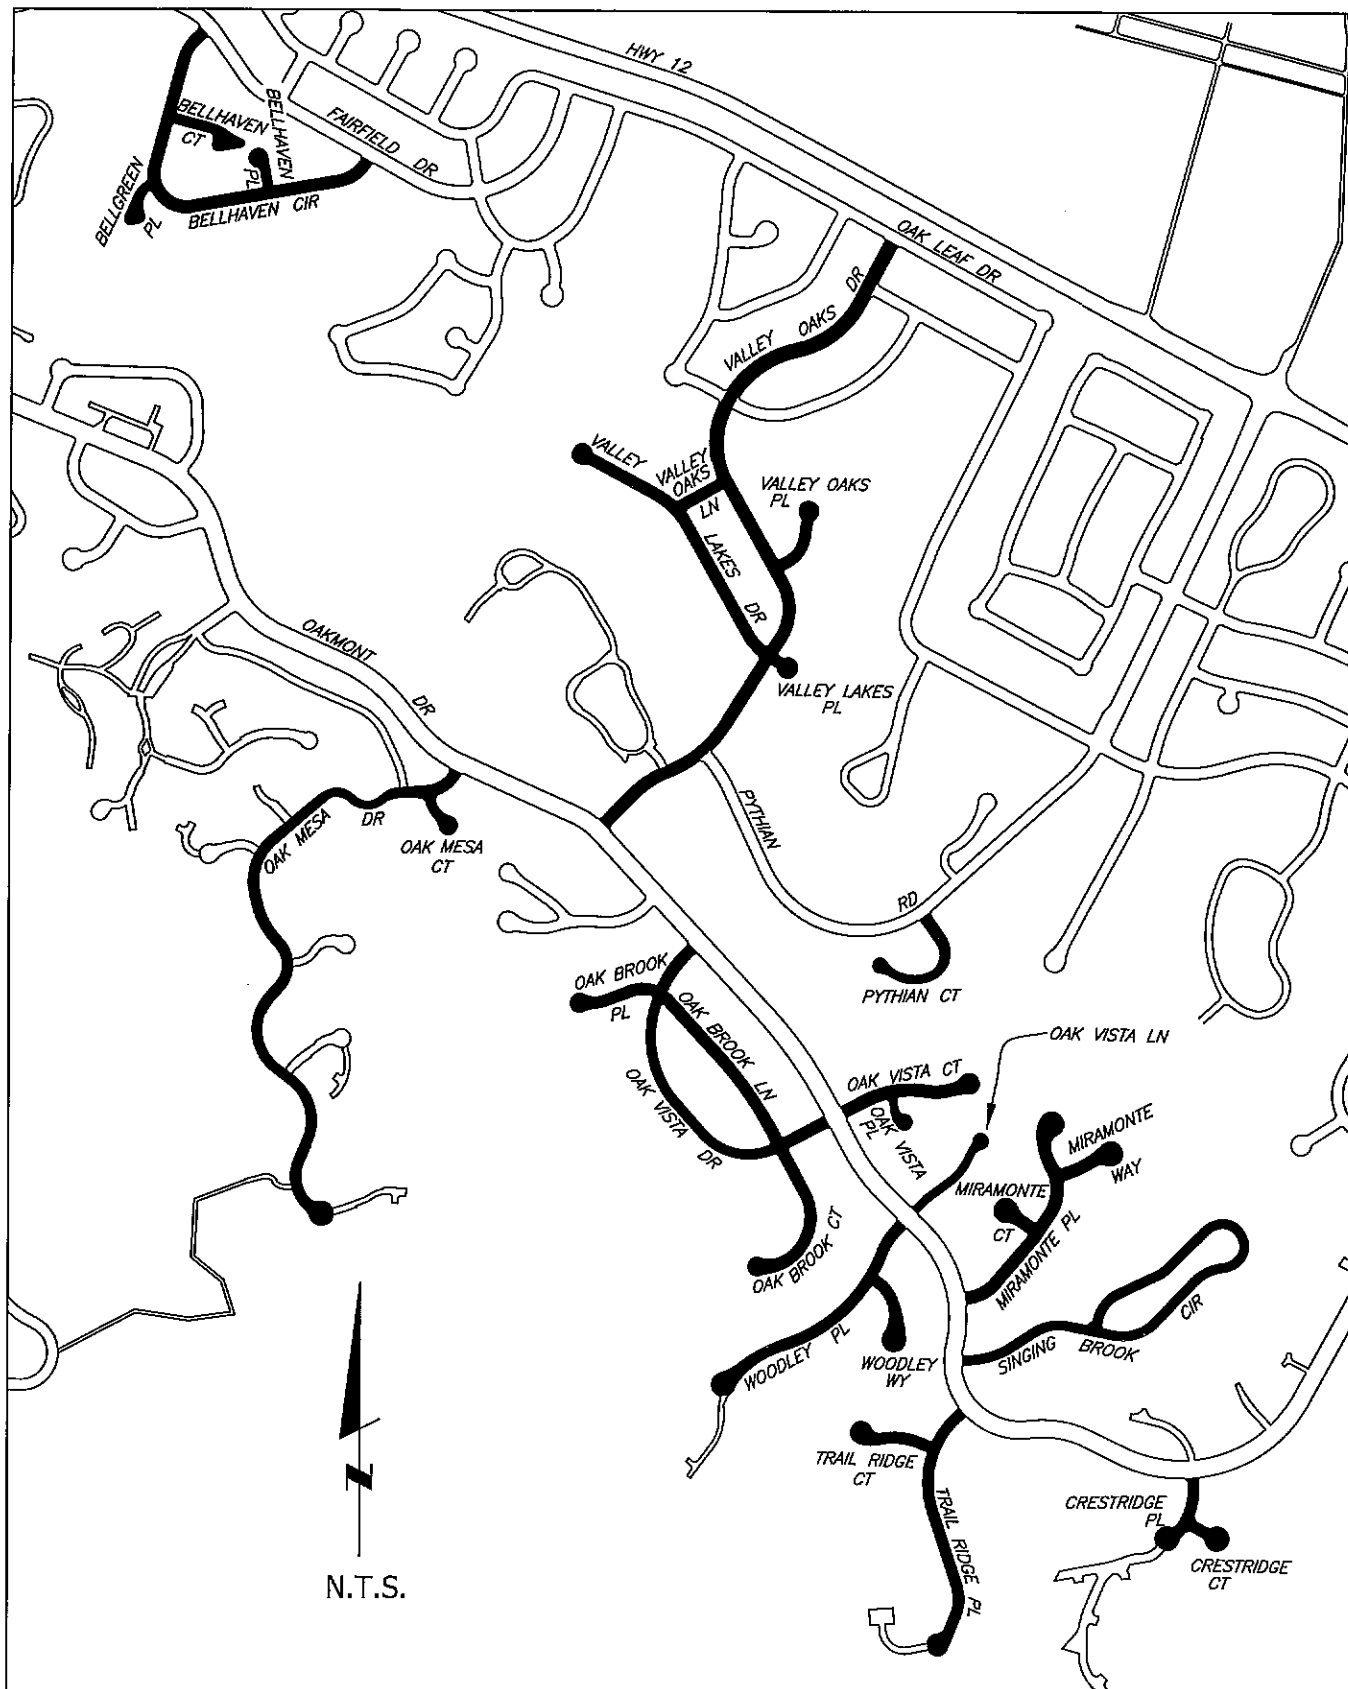 HWY 12
BELLHAVEN
CT
BELLHAVEN
PL
FAIRFIELD DR
BELLGREEN
PL
BELLHAVEN CIR
OAK LEAF DR
VALLEY OAKS DR
VALLEY
LAKES DR
VALLEY
OAKS
LN
VALLEY OAKS
PL
VALLEY LAKES
PL
OAKMONT
DR
OAK MESA
DR
OAK MESA
CT
PYTHIAN
RD
PYTHIAN CT
OAK BROOK
PL
OAK BROOK LN
OAK VISTA
DR
OAK VISTA CT
OAK VISTA
PL
OAK VISTA LN
MIRAMONTE
WAY
MIRAMONTE
CT
MIRAMONTE PL
OAK BROOK CT
SINGING BROOK CIR
WOODLEY PL
WOODLEY
WY
TRAIL RIDGE
CT
TRAIL RIDGE
PL
CRESTRIDGE
PL
CRESTRIDGE
CT
N
N.T.S.